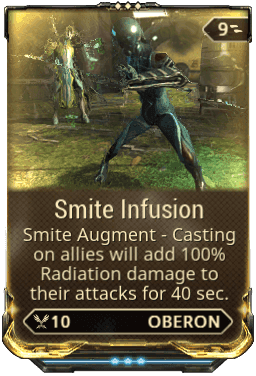 9
Smite Infusion
Smite Augment - Casting
on allies will add 100%
Radiation damage to
their attacks for 40 sec.
10 OBERON